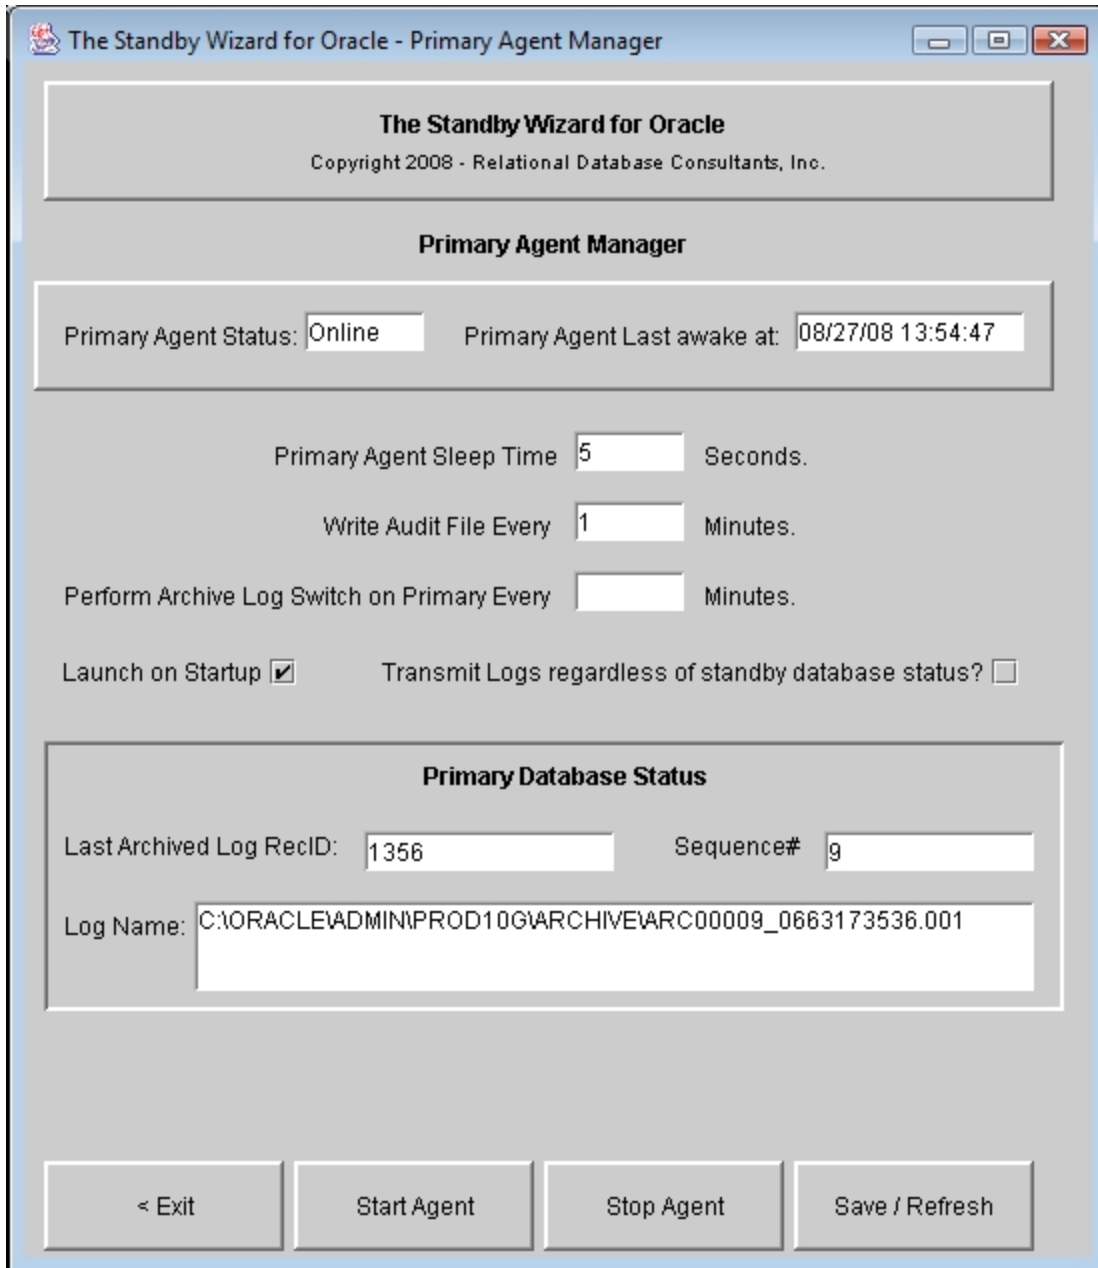 The Standby Wizard for Oracle - Primary Agent Manager
The Standby Wizard for Oracle
Copyright 2008 - Relational Database Consultants, Inc.
Primary Agent Manager
Primary Agent Status: Online Primary Agent Last awake at: 08/27/08 13:54:47
Primary Agent Sleep Time 5 Seconds.
Write Audit File Every 1 Minutes.
Perform Archive Log Switch on Primary Every Minutes.
Launch on Startup Transmit Logs regardless of standby database status?
Primary Database Status
Last Archived Log RecID: 1356 Sequence# 9
Log Name: C:\ORACLE\ADMIN\PROD10G\ARCHIVE\ARC00009_0663173536.001
< Exit Start Agent Stop Agent Save / Refresh